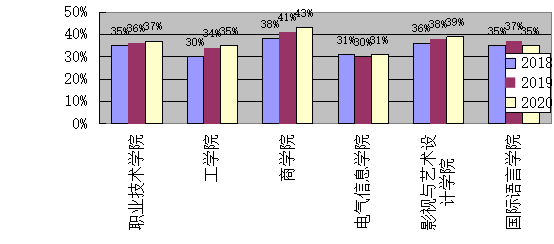 50%
40%
30%
20%
10%
0%
35% 36% 37%
30% 34% 35%
38% 41% 43%
31% 30% 31%
36% 38% 39%
35% 37% 35%
2018
2019
2020
职业技术学院
工学院
商学院
电气信息学院
影视与艺术设
计学院
国际语言学院